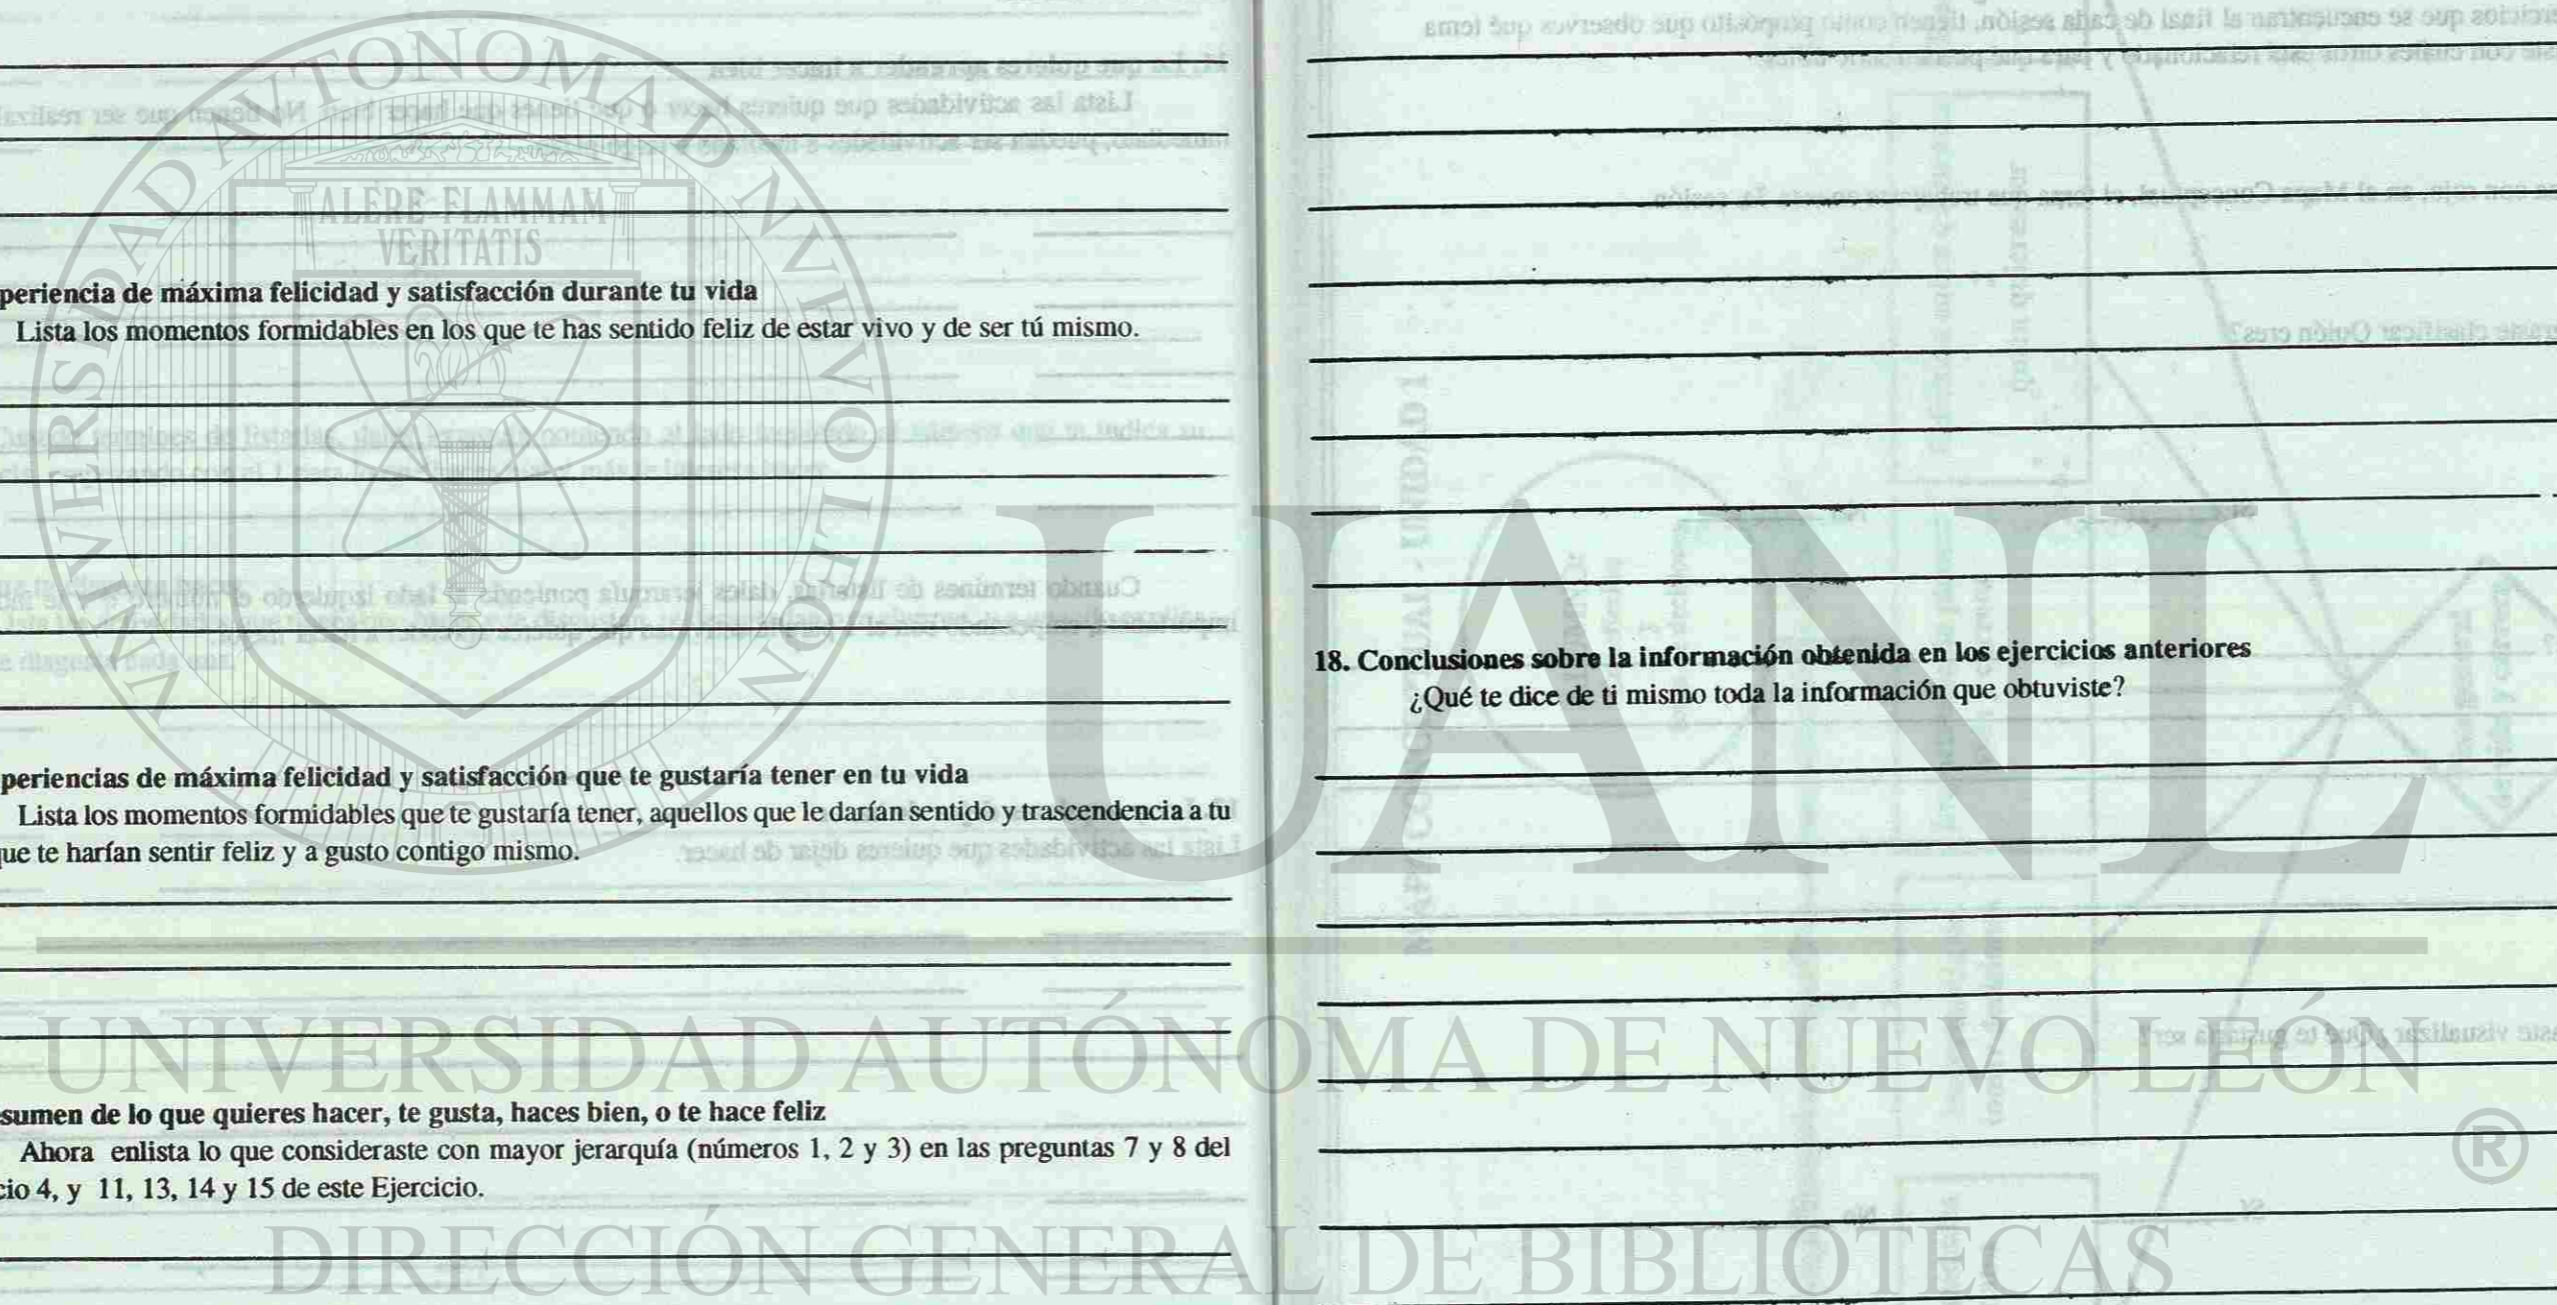 periencia de máxima felicidad y satisfacción durante tu vida
Lista los momentos formidables en los que te has sentido feliz de estar vivo y de ser tú mismo.
periencias de máxima felicidad y satisfacción que te gustaría tener en tu vida
Lista los momentos formidables que te gustaría tener, aquellos que le darían sentido y trascendencia a tu
que te harían sentir feliz y a gusto contigo mismo.
sumen de lo que quieres hacer, te gusta, haces bien, o te hace feliz
Ahora enlista lo que consideraste con mayor jerarquía (números 1, 2 y 3) en las preguntas 7 y 8 del
cio 4, y 11, 13, 14 y 15 de este Ejercicio.
18. Conclusiones sobre la información obtenida en los ejercicios anteriores
¿Qué te dice de ti mismo toda la información que obtuviste?
UNIVERSIDAD AVTONOMA D NVEVO LEON
ALERE FLAMMAM
VERITATIS
UANL
UNIVERSIDAD AUTÓNOMA DE NUEVO LEÓN
®
DIRECCIÓN GENERAL DE BIBLIOTECAS